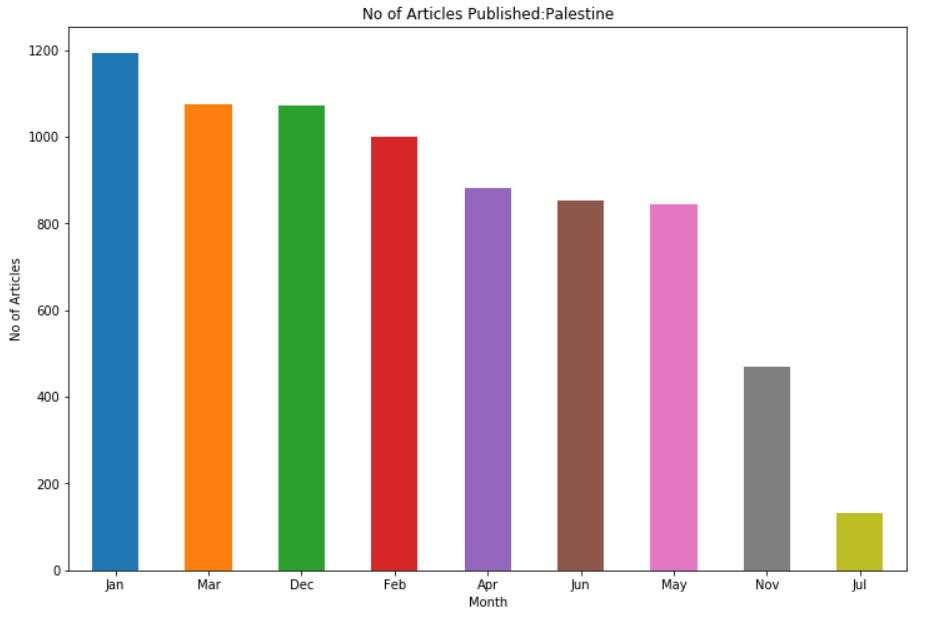 No of Articles Published:Palestine
1200
1000
800
600
400
200
0
No of Articles
Jan Mar Dec Feb Apr Jun May Nov Jul
Month